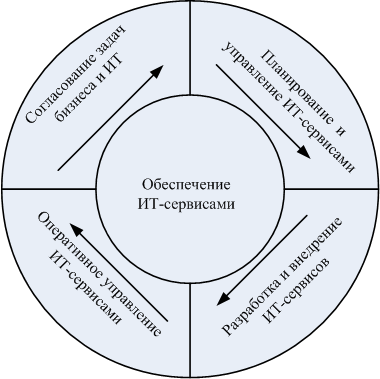 Согласование задач
бизнеса и ИТ
Планирование и
управление ИТ-сервисами
Обеспечение
ИТ-сервисами
Оперативное управление
ИТ-сервисами
Разработка и внедрение
ИТ-сервисов